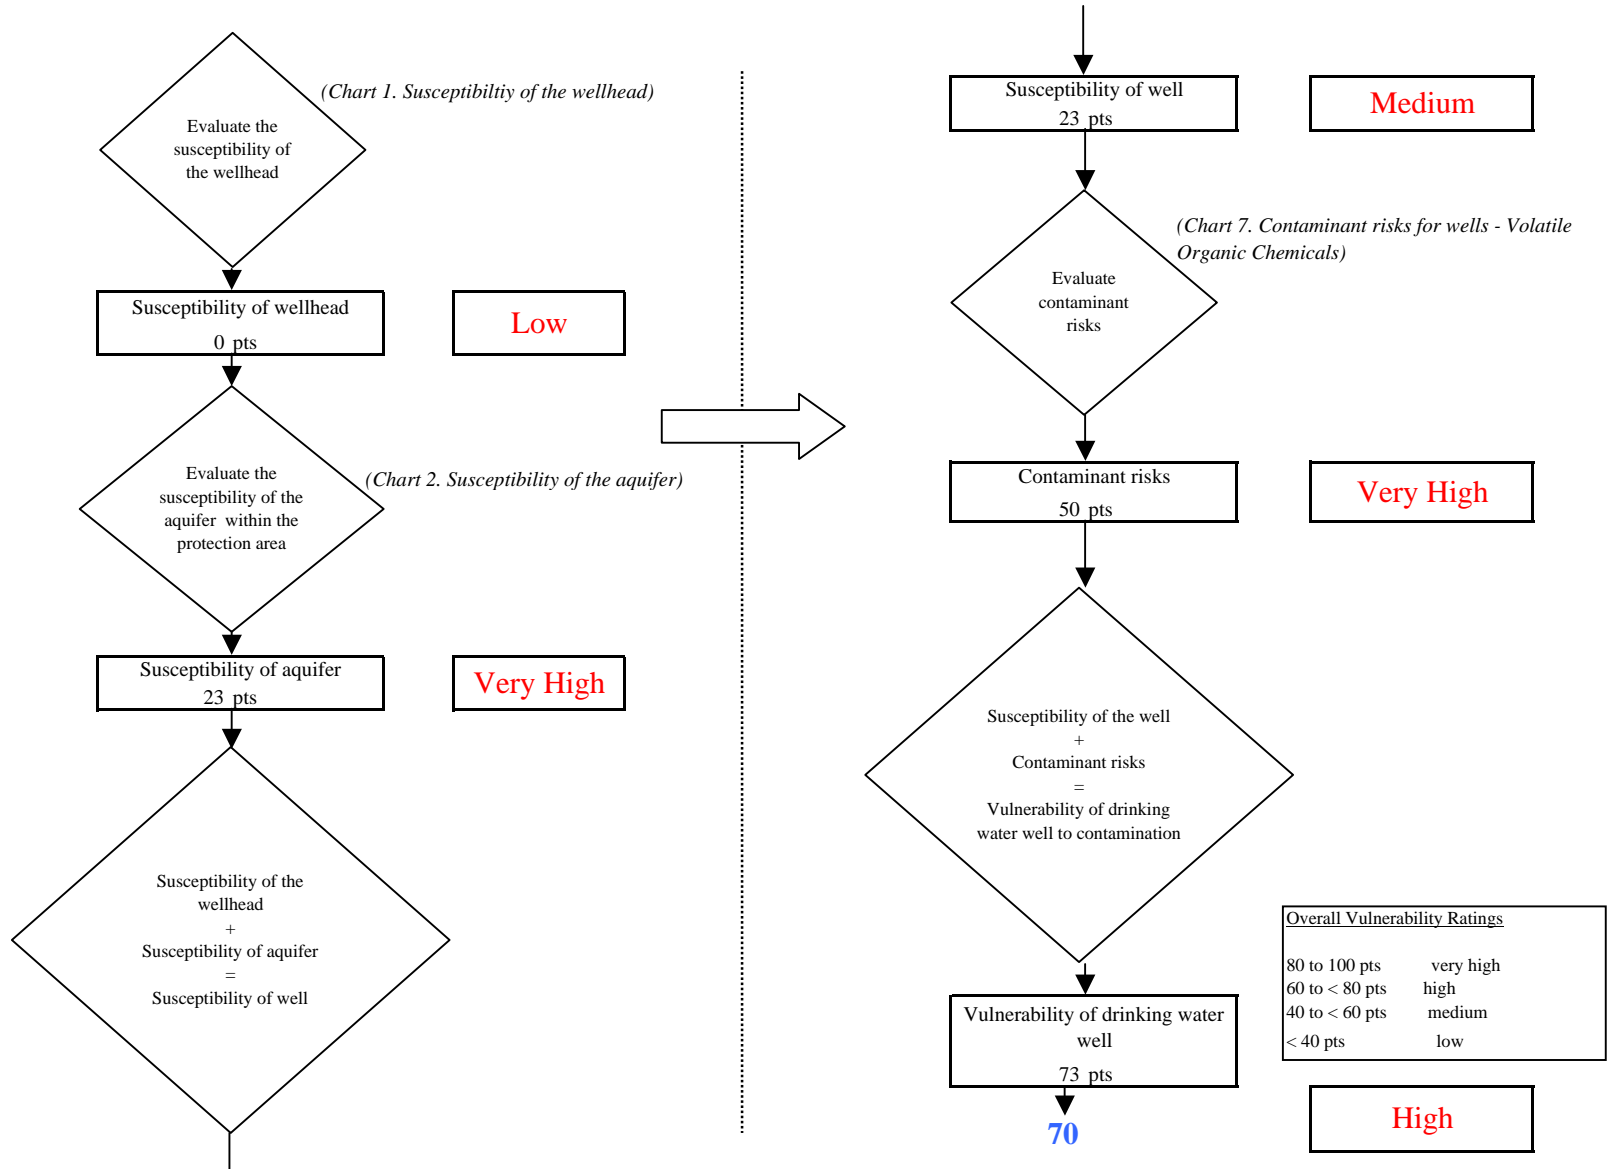 (Chart 1. Susceptibiltiy of the wellhead)
Evaluate the
susceptibility of
the wellhead
Susceptibility of wellhead
0 pts
Low
(Chart 2. Susceptibility of the aquifer)
Evaluate the
susceptibility of the
aquifer within the
protection area
Susceptibility of aquifer
23 pts
Very High
Susceptibility of the
wellhead
+
Susceptibility of aquifer
=
Susceptibility of well
Susceptibility of well
23 pts
Medium
(Chart 7. Contaminant risks for wells - Volatile
Organic Chemicals)
Evaluate
contaminant
risks
Contaminant risks
50 pts
Very High
Susceptibility of the well
+
Contaminant risks
=
Vulnerability of drinking
water well to contamination
Overall Vulnerability Ratings
80 to 100 pts very high
60 to < 80 pts high
40 to < 60 pts medium
< 40 pts low
Vulnerability of drinking water
well
73 pts
70
High